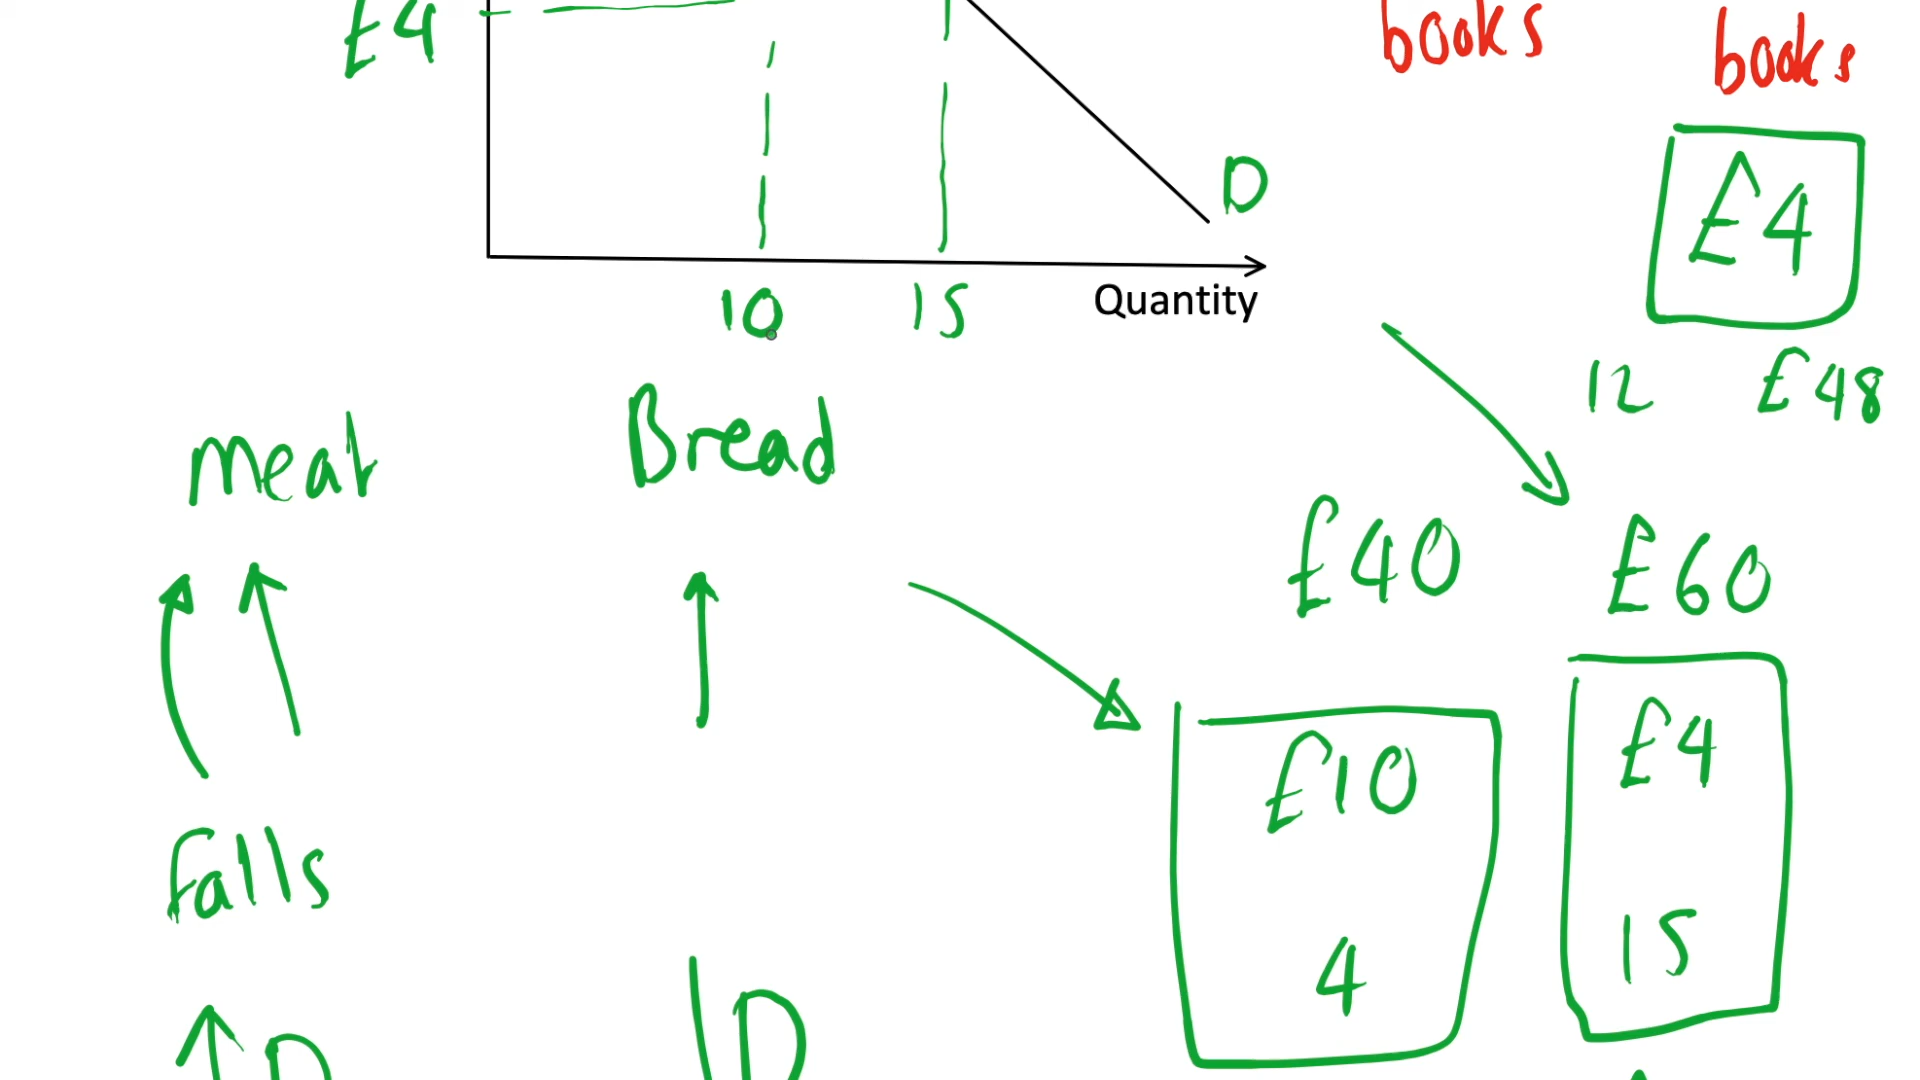 £4
books
books
D
£4
10
15
Quantity
12
£48
meat
Bread
£40
£60
£10
£4
falls
15
4
D
D